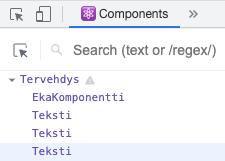 Components
Search (text or /regex/)
Tervehdys
EkaKomponentti
Teksti
Teksti
Teksti